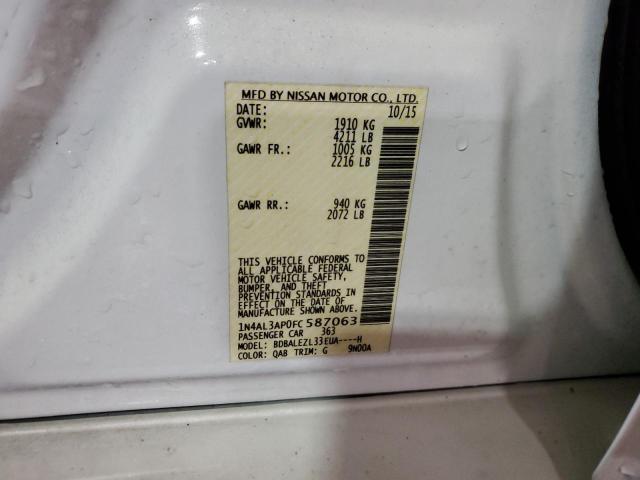 MFD BY NISSAN MOTOR CO., LTD.
DATE: 10/15
GVWR: 1910 KG
4211 LB
GAWR FR.: 1005 KG
2216 LB
GAWR RR.: 940 KG
2072 LB
THIS VEHICLE CONFORMS TO
ALL APPLICABLE FEDERAL
MOTOR VEHICLE SAFETY,
BUMPER, AND THEFT
PREVENTION STANDARDS IN
EFFECT ON THE DATE OF
MANUFACTURE SHOWN ABOVE.
1N4AL3AP0FC587063
PASSENGER CAR 363
MODEL: BDBALEZL33EUA----H
COLOR: QAB TRIM: G 9N00A